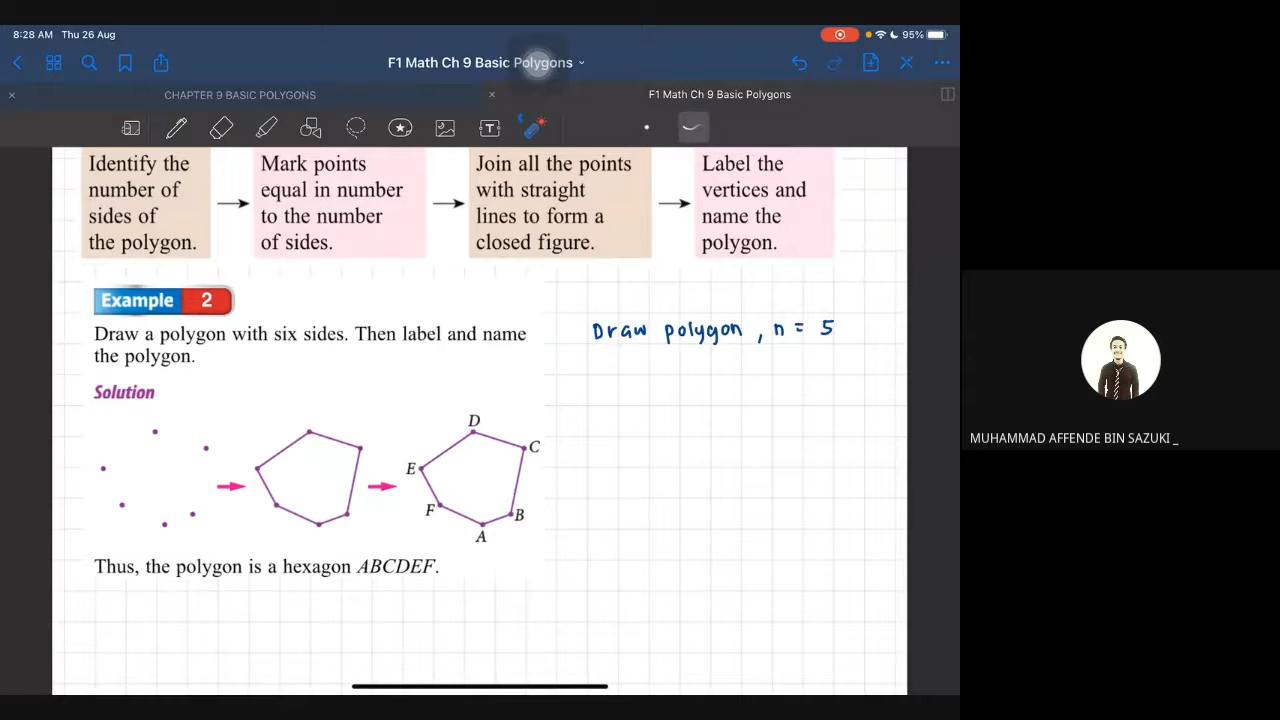 8:28 AM Thu 26 Aug
95%
F1 Math Ch 9 Basic Polygons
CHAPTER 9 BASIC POLYGONS
F1 Math Ch 9 Basic Polygons
Identify the
number of
sides of
the polygon.
Mark points
equal in number
to the number
of sides.
Join all the points
with straight
lines to form a
closed figure.
Label the
vertices and
name the
polygon.
Example 2
Draw a polygon with six sides. Then label and name
the polygon.
Draw polygon, n = 5
Solution
D
C
E
F
B
A
Thus, the polygon is a hexagon ABCDEF.
MUHAMMAD AFFENDE BIN SAZUKI _